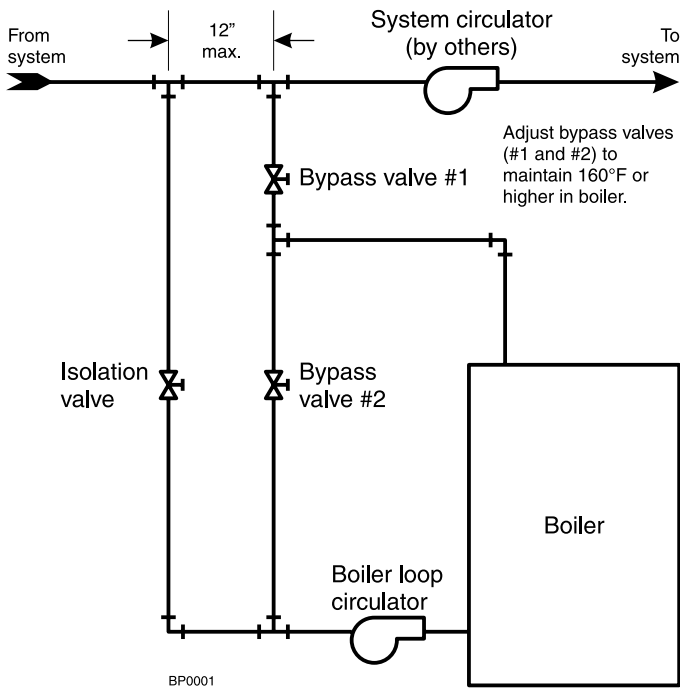 From
system
12”
max.
System circulator
(by others)
To
system
Adjust bypass valves
(#1 and #2) to
maintain 160°F or
higher in boiler.
Bypass valve #1
Isolation
valve
Bypass
valve #2
Boiler
Boiler loop
circulator
BP0001